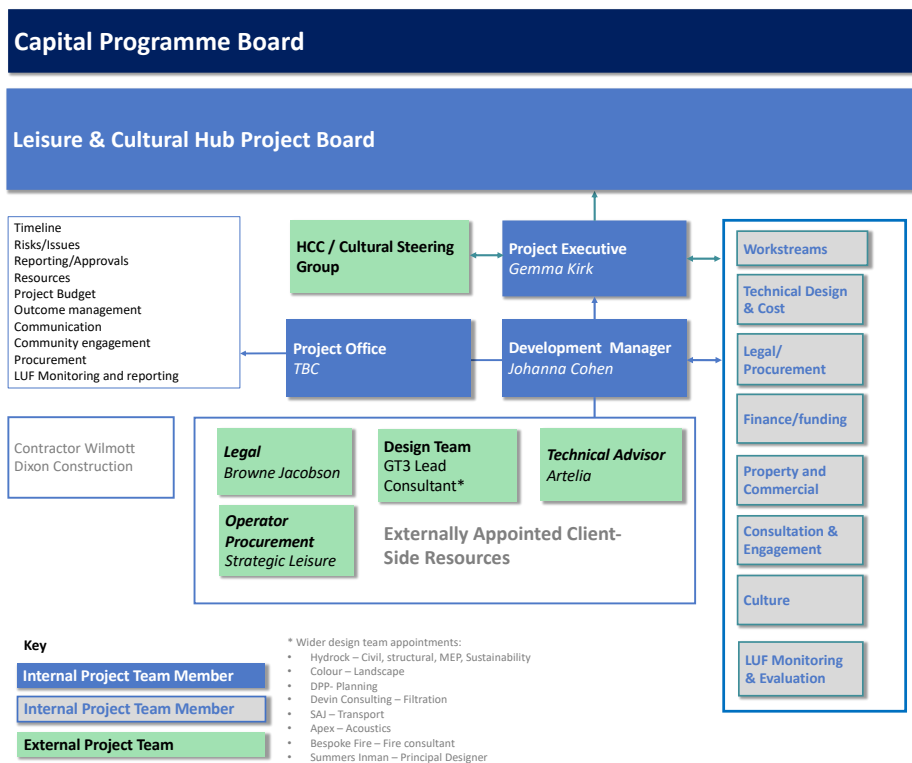 Capital Programme Board
Leisure & Cultural Hub Project Board
Timeline
Risks/Issues
Reporting/Approvals
Resources
Project Budget
Outcome management
Communication
Community engagement
Procurement
LUF Monitoring and reporting
HCC / Cultural Steering
Group
Project Executive
Gemma Kirk
Project Office
TBC
Development Manager
Johanna Cohen
Workstreams
Technical Design
& Cost
Legal/
Procurement
Finance/funding
Property and
Commercial
Consultation &
Engagement
Culture
LUF Monitoring
& Evaluation
Contractor Wilmott
Dixon Construction
Legal
Browne Jacobson
Design Team
GT3 Lead
Consultant*
Technical Advisor
Artelia
Operator
Procurement
Strategic Leisure
Externally Appointed Client-
Side Resources
Key
Internal Project Team Member
Internal Project Team Member
External Project Team
* Wider design team appointments:
• Hydrock – Civil, structural, MEP, Sustainability
• Colour – Landscape
• DPP- Planning
• Devin Consulting – Filtration
• SAJ – Transport
• Apex – Acoustics
• Bespoke Fire – Fire consultant
• Summers Inman – Principal Designer